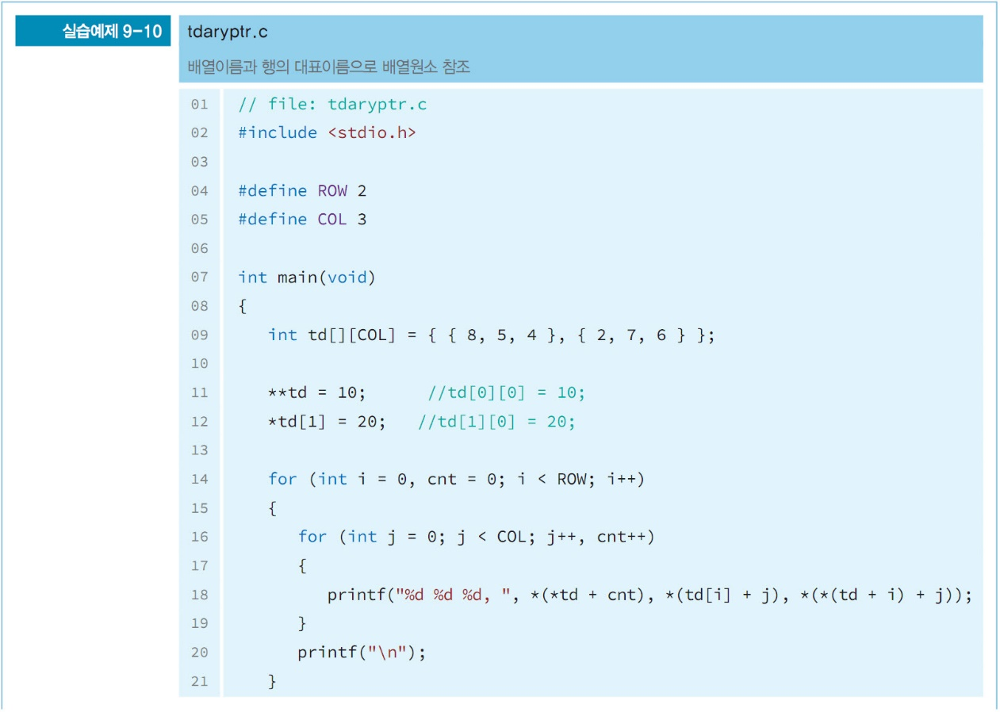 실습예제 9-10
tdaryptr.c
배열이름과 행의 대표이름으로 배열원소 참조
01 // file: tdaryptr.c
02 #include <stdio.h>
03
04 #define ROW 2
05 #define COL 3
06
07 int main(void)
08 {
09 int td[][COL] = { { 8, 5, 4 }, { 2, 7, 6 } };
10
11 **td = 10; //td[0][0] = 10;
12 *td[1] = 20; //td[1][0] = 20;
13
14 for (int i = 0, cnt = 0; i < ROW; i++)
15 {
16 for (int j = 0; j < COL; j++, cnt++)
17 {
18 printf("%d %d %d, ", *(*td + cnt), *(td[i] + j), *(*(td + i) + j));
19 }
20 printf("\n");
21 }